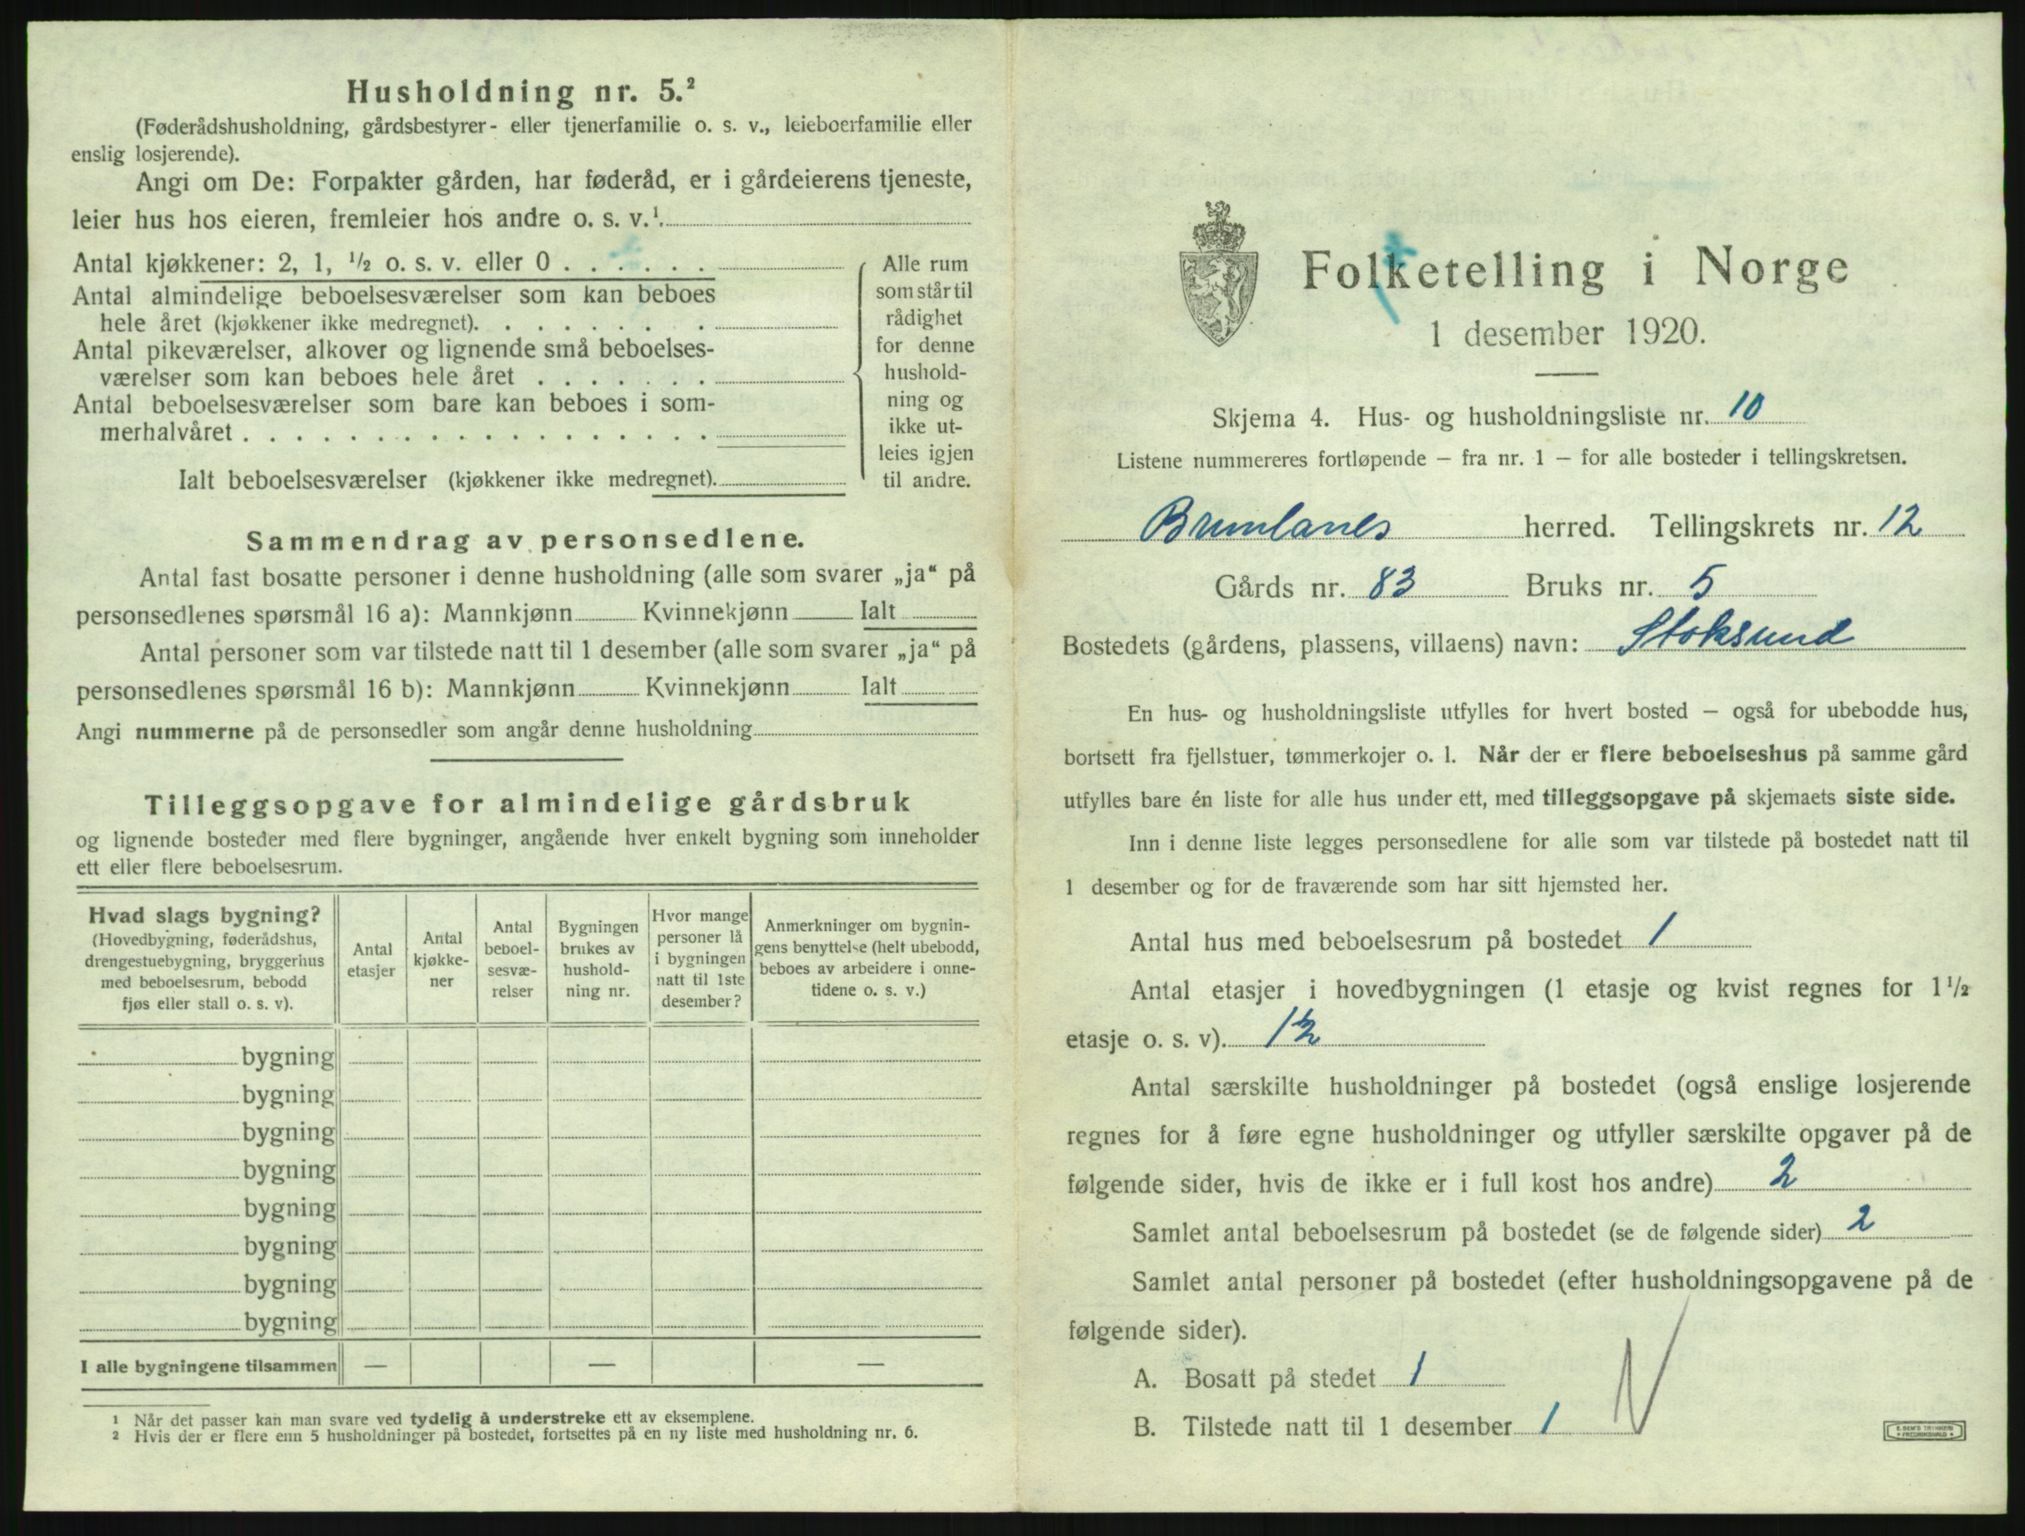 Husholdning nr. 5.²
(Føderådshusholdning, gårdsbestyrer- eller tjenerfamilie o. s. v., leieboerfamilie eller
enslig losjerende).
Angi om De: Forpakter gården, har føderåd, er i gårdeierens tjeneste,
leier hus hos eieren, fremleier hos andre o. s. v.¹.
Antal kjøkkener: 2, 1, ½ o. s. v. eller 0 . . . . . .
Antal almindelige beboelsesværelser som kan beboes
hele året (kjøkkener ikke medregnet). . . . . . . .
Antal pikeværelser, alkover og lignende små beboelses-
værelser som kan beboes hele året . . . . . . .
Antal beboelsesværelser som bare kan beboes i som-
merhalvåret . . . . . . . . . . . . . . . . . .
Ialt beboelsesværelser (kjøkkener ikke medregnet).
Alle rum
som står til
rådighet
for denne
hushold-
ning og
ikke ut-
leies igjen
til andre.
Sammendrag av personsedlene.
Antal fast bosatte personer i denne husholdning (alle som svarer „ja“ på
personsedlenes spørsmål 16 a): Mannkjønn Kvinnekjønn Ialt
Antal personer som var tilstede natt til 1 desember (alle som svarer „ja“ på
personsedlenes spørsmål 16 b): Mannkjønn Kvinnekjønn Ialt
Angi nummerne på de personsedler som angår denne husholdning
Tilleggsopgave for almindelige gårdsbruk
og lignende bosteder med flere bygninger, angående hver enkelt bygning som inneholder
ett eller flere beboelsesrum.
Hvad slags bygning?
(Hovedbygning, føderådshus,
drengestuebygning, bryggerhus
med beboelsesrum, bebodd
fjøs eller stall o. s. v).
Antal
etasjer
Antal
kjøkke-
ner
Antal
beboel-
sesvæ-
relser
Bygningen
brukes av
hushold-
ning nr.
Hvor mange
personer lå
i bygningen
natt til 1ste
desember?
Anmerkninger om bygnin-
gens benyttelse (helt ubebodd,
beboes av arbeidere i onne-
tidene o. s. v.)
bygning
bygning
bygning
bygning
bygning
bygning
bygning
bygning
I alle bygningene tilsammen — — —
1 Når det passer kan man svare ved tydelig å understreke ett av eksemplene.
2 Hvis der er flere enn 5 husholdninger på bostedet, fortsettes på en ny liste med husholdning nr. 6.
Folketelling i Norge
1 desember 1920.
Skjema 4. Hus- og husholdningsliste nr. 10
Listene nummereres fortløpende – fra nr. 1 – for alle bosteder i tellingskretsen.
Brunlanes herred. Tellingskrets nr. 12
Gårds nr. 83 Bruks nr. 5
Bostedets (gårdens, plassens, villaens) navn: Stoksund
En hus- og husholdningsliste utfylles for hvert bosted – også for ubebodde hus,
bortsett fra fjellstuer, tømmerkojer o. l. Når der er flere beboelseshus på samme gård
utfylles bare én liste for alle hus under ett, med tilleggsopgave på skjemaets siste side.
Inn i denne liste legges personsedlene for alle som var tilstede på bostedet natt til
1 desember og for de fraværende som har sitt hjemsted her.
Antal hus med beboelsesrum på bostedet 1
Antal etasjer i hovedbygningen (1 etasje og kvist regnes for 1½
etasje o. s. v). 1½
Antal særskilte husholdninger på bostedet (også enslige losjerende
regnes for å føre egne husholdninger og utfyller særskilte opgaver på de
følgende sider, hvis de ikke er i full kost hos andre) 2
Samlet antal beboelsesrum på bostedet (se de følgende sider) 2
Samlet antal personer på bostedet (efter husholdningsopgavene på de
følgende sider).
A. Bosatt på stedet 1
B. Tilstede natt til 1 desember 1
N